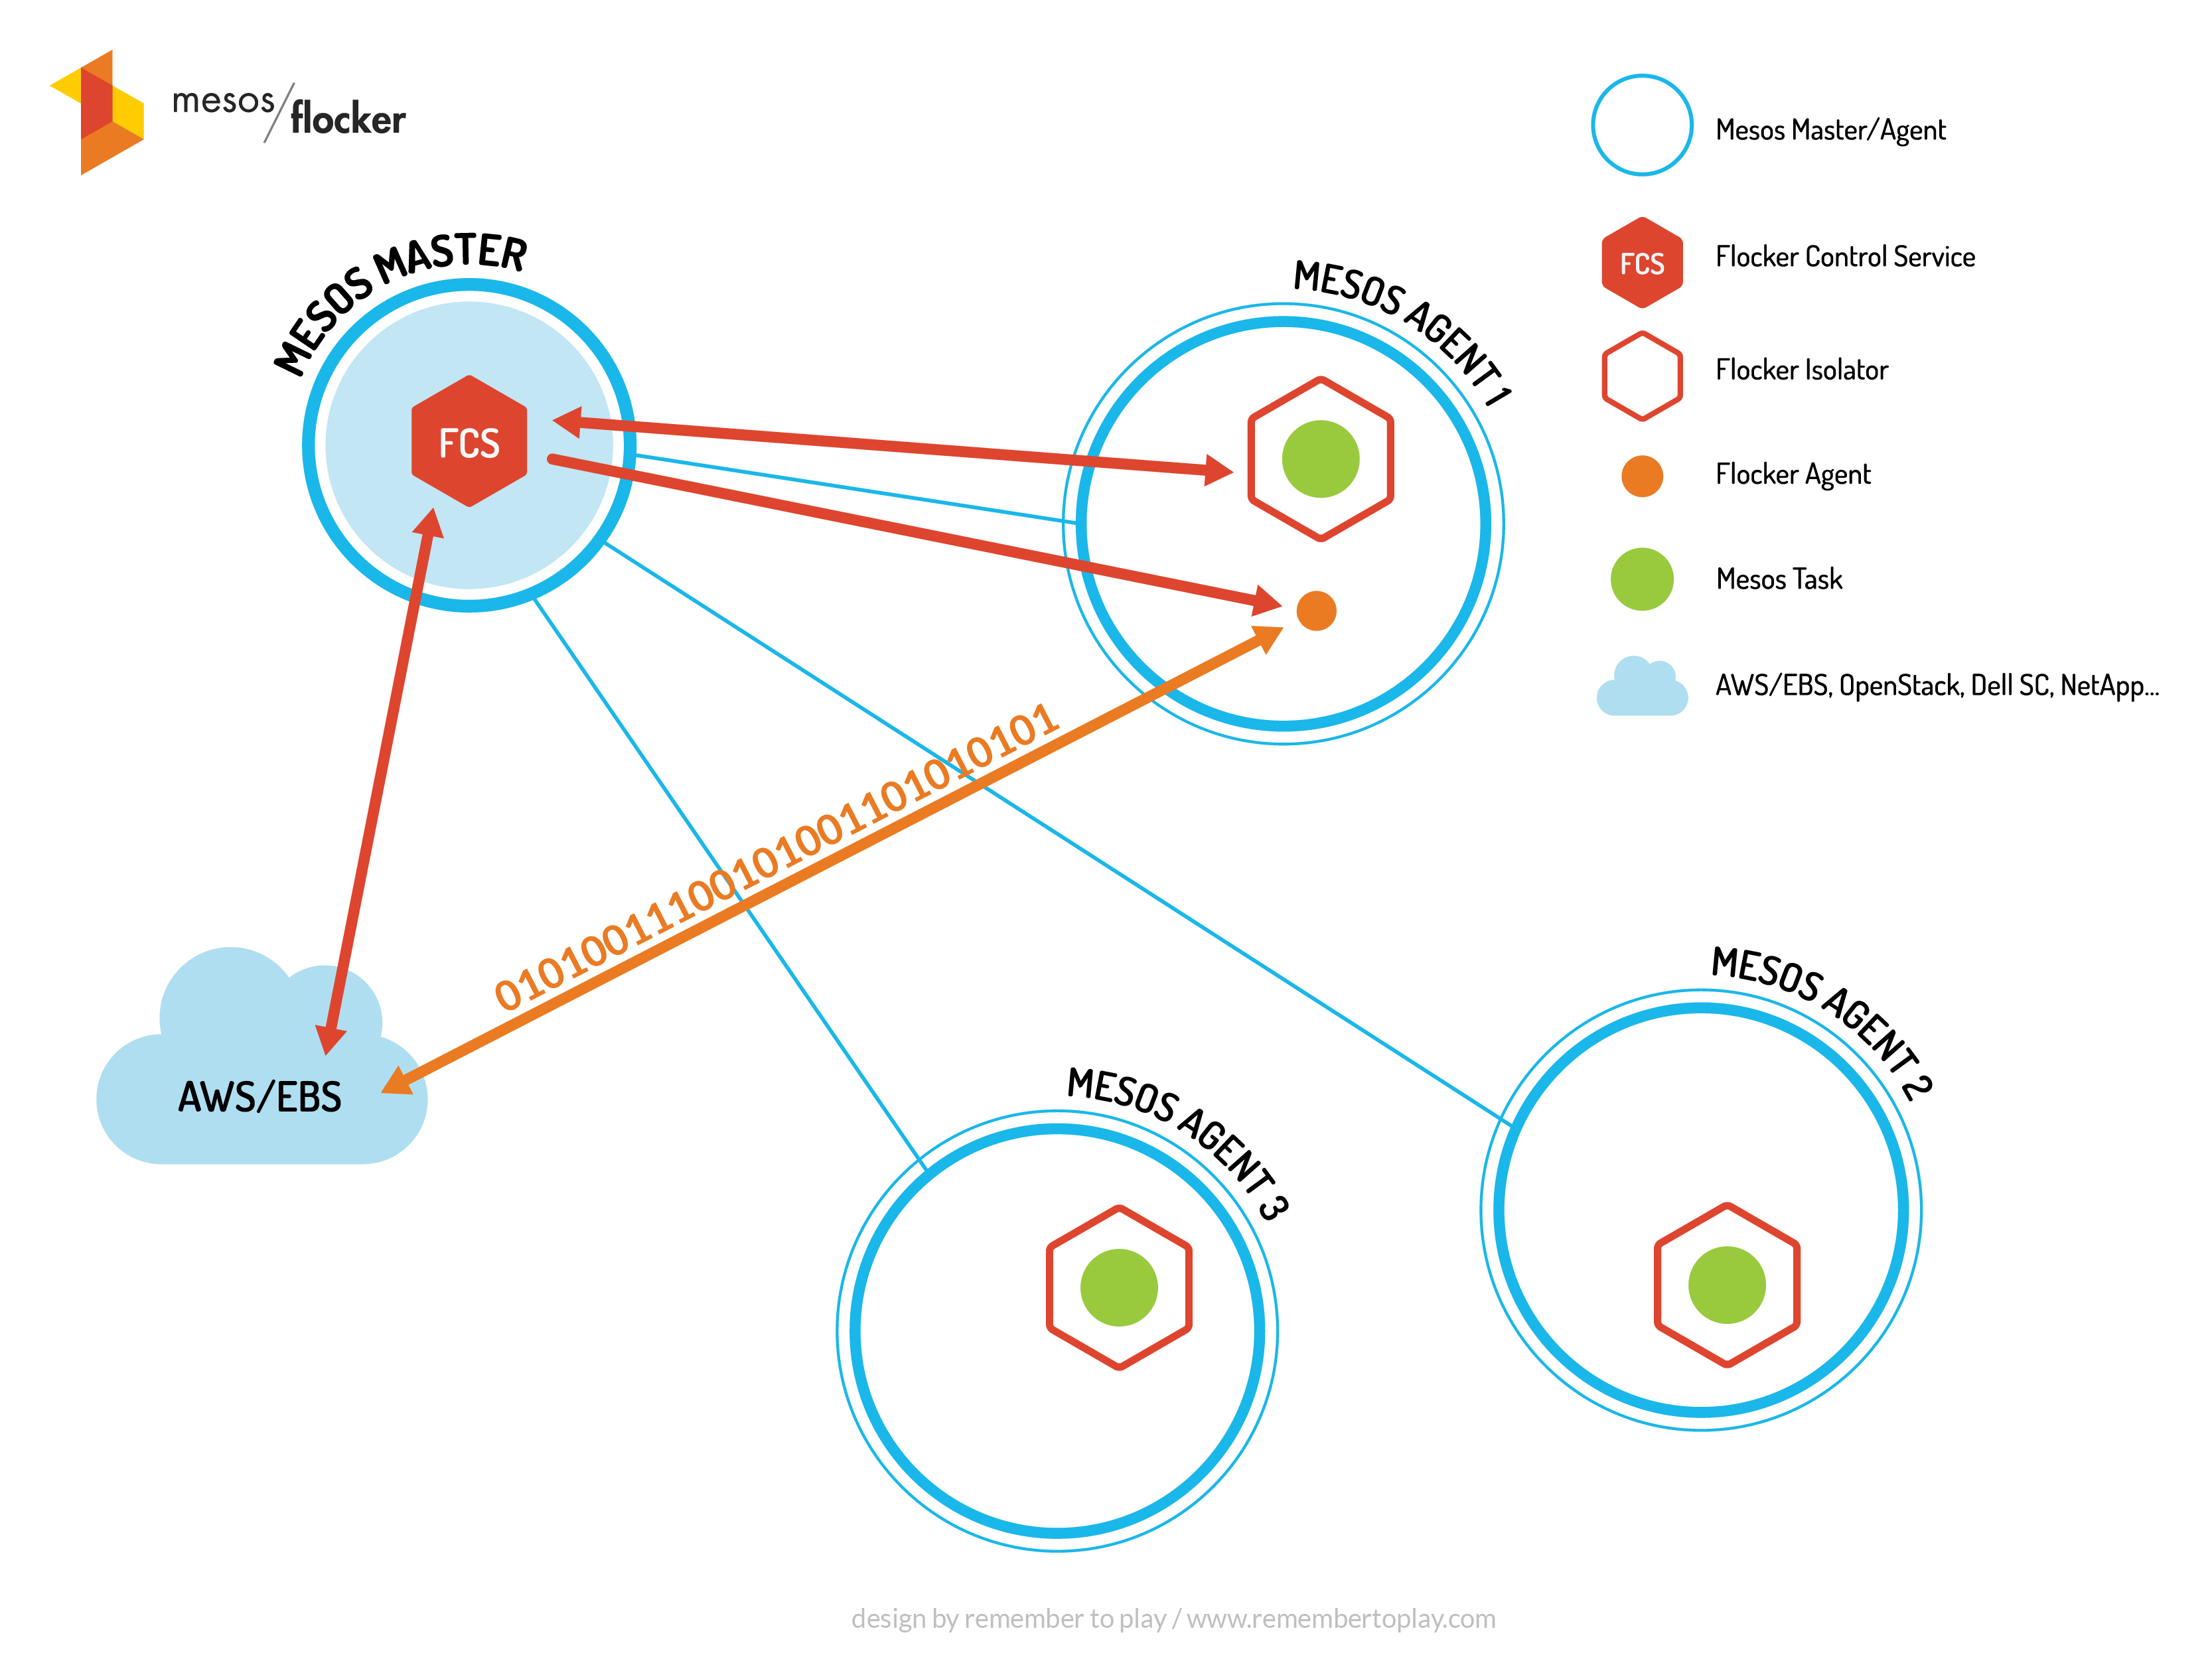 mesos/flocker
Mesos Master/Agent
Flocker Control Service
FCS
Flocker Isolator
Flocker Agent
Mesos Task
AWS/EBS, OpenStack, Dell SC, NetApp...
MESOS MASTER
FCS
MESOS AGENT 1
01010011100101001101010101
AWS/EBS
MESOS AGENT 2
MESOS AGENT 3
design by remember to play / www.remembertoplay.com